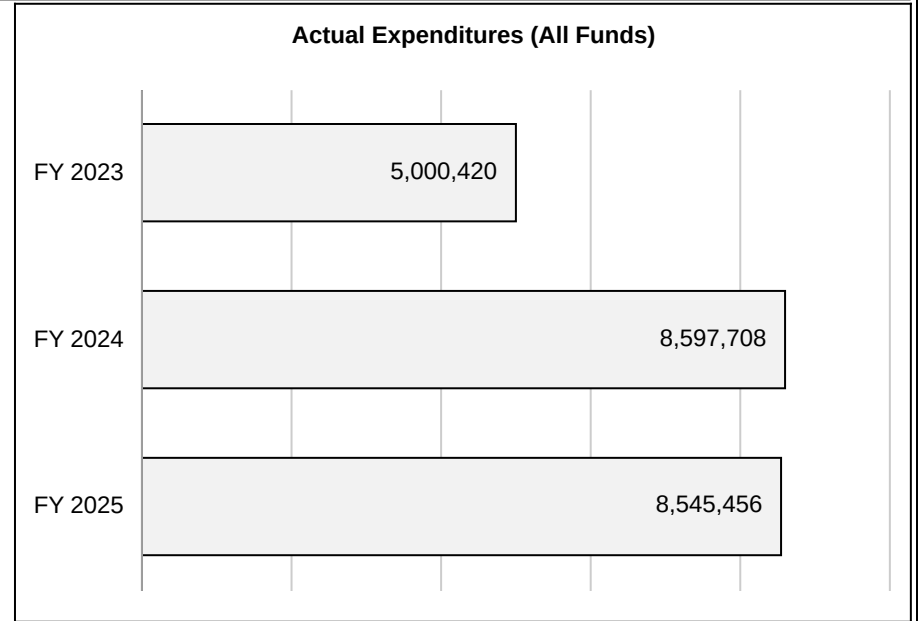 Actual Expenditures (All Funds)
FY 2023 5,000,420
FY 2024 8,597,708
FY 2025 8,545,456